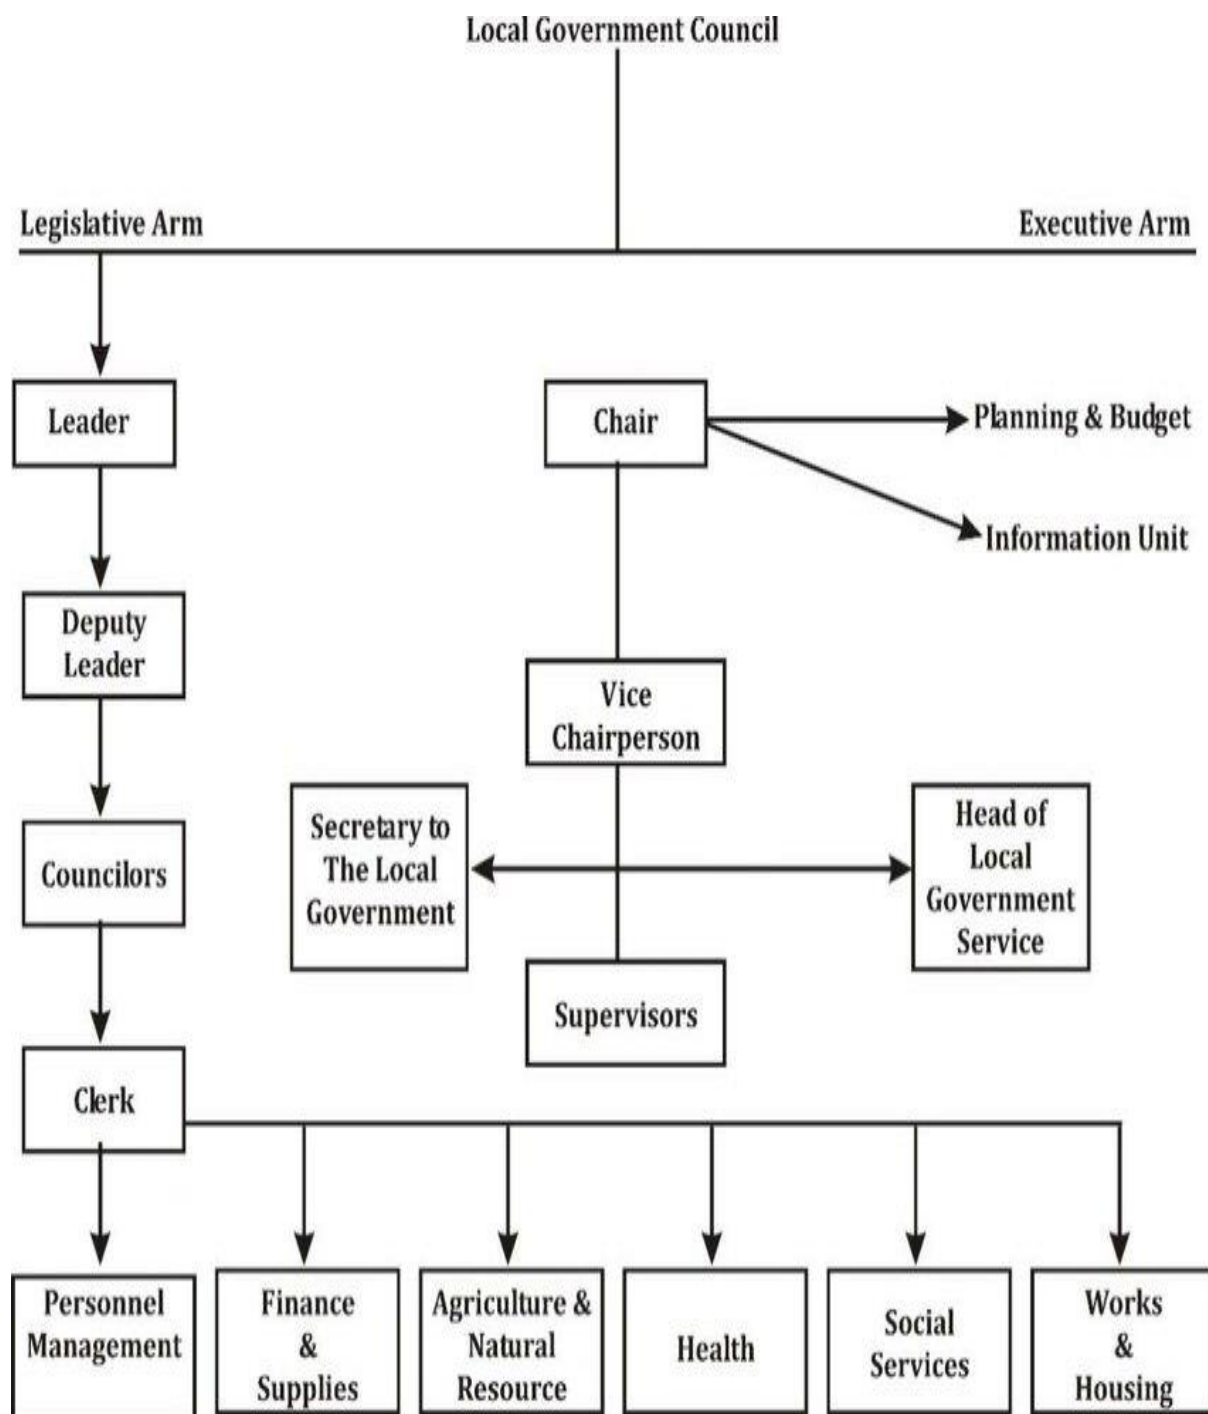 Local Government Council
Legislative Arm
Executive Arm
Leader
Chair
Planning & Budget
Information Unit
Deputy
Leader
Vice
Chairperson
Secretary to
The Local
Government
Head of
Local
Government
Service
Councilors
Supervisors
Clerk
Personnel
Management
Finance
&
Supplies
Agriculture &
Natural
Resource
Health
Social
Services
Works
&
Housing